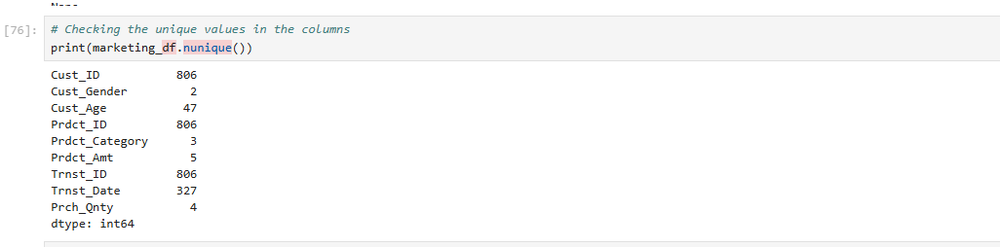 [76]:
# Checking the unique values in the columns
print(marketing_df.nunique())
Cust_ID 806
Cust_Gender 2
Cust_Age 47
Prdct_ID 806
Prdct_Category 3
Prdct_Amt 5
Trnst_ID 806
Trnst_Date 327
Prch_Qnty 4
dtype: int64